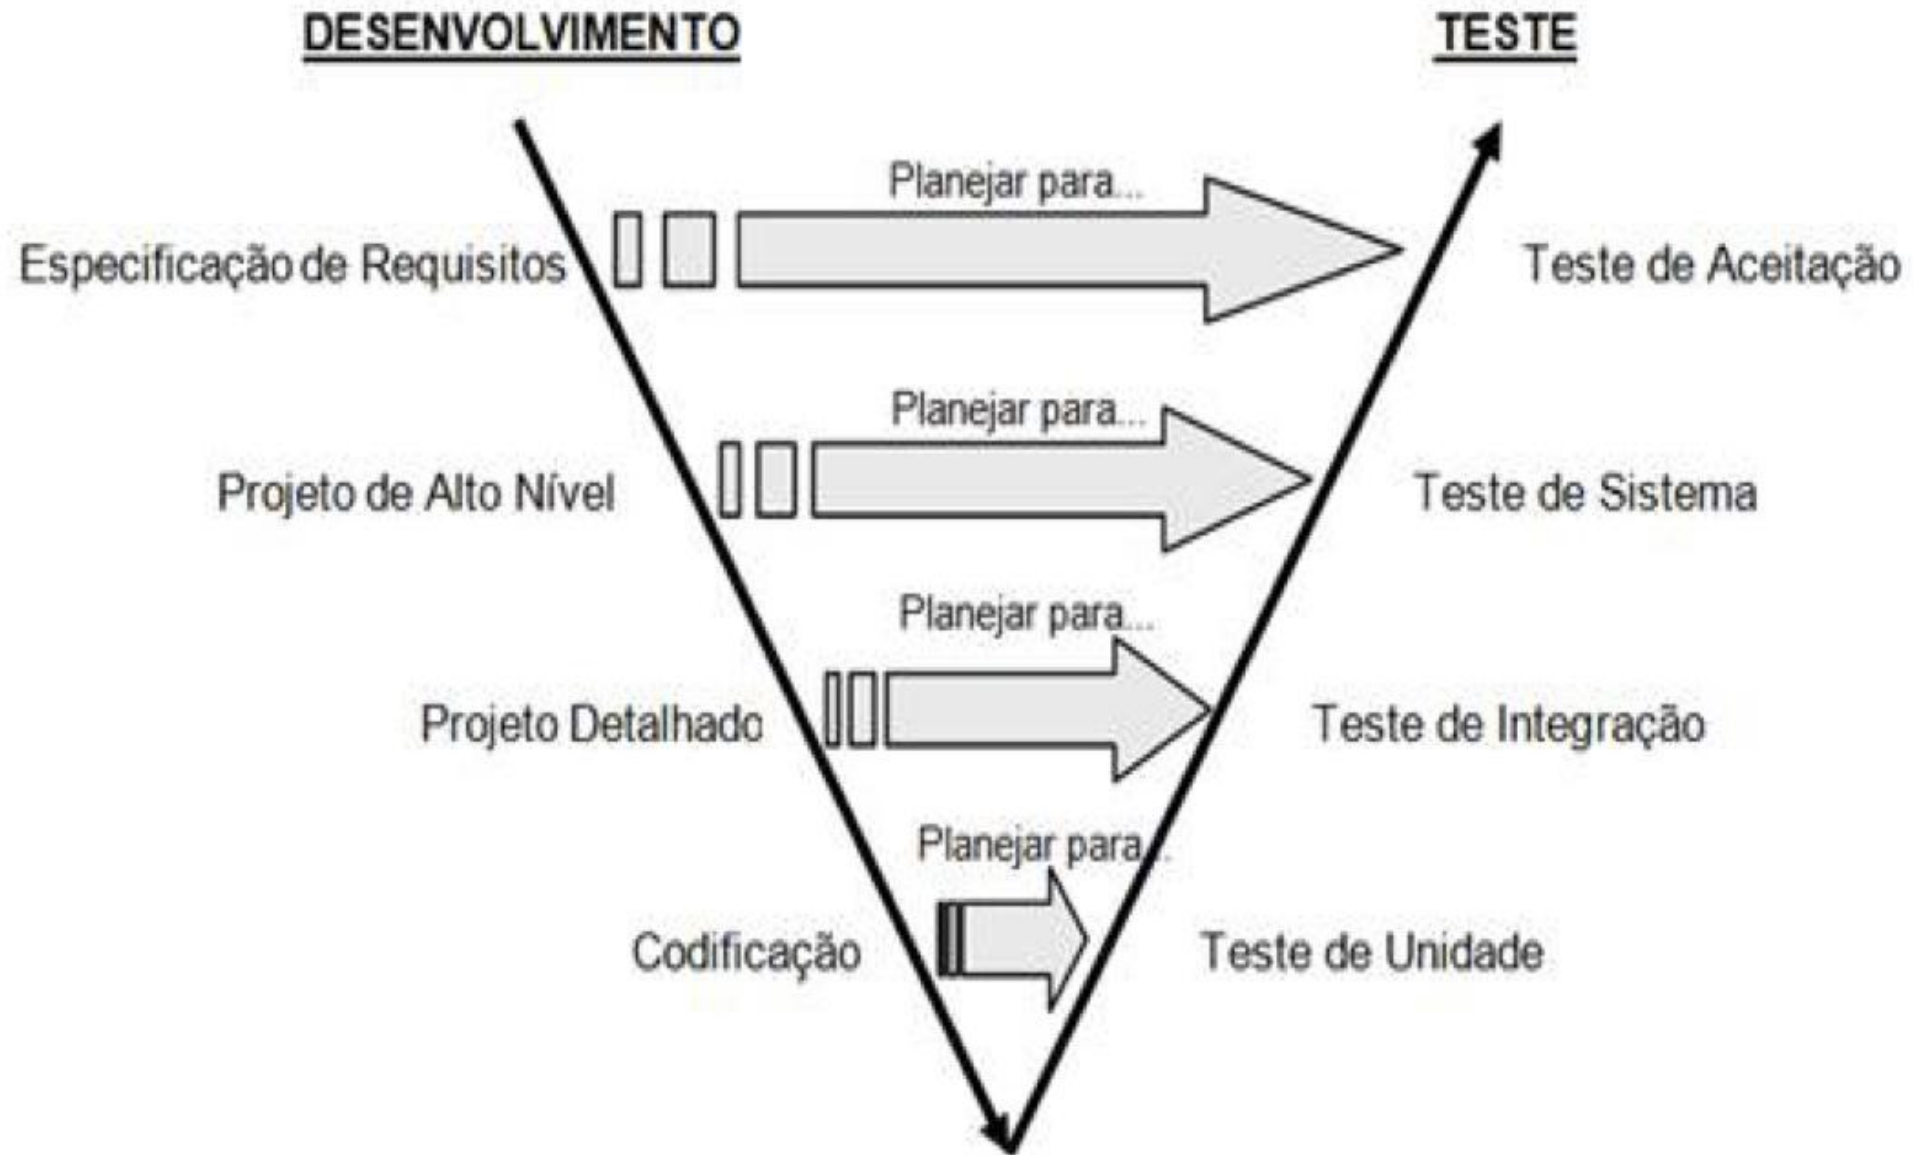 DESENVOLVIMENTO
TESTE
Planejar para...
Especificação de Requisitos
Teste de Aceitação
Planejar para...
Projeto de Alto Nível
Teste de Sistema
Planejar para...
Projeto Detalhado
Teste de Integração
Planejar para...
Codificação
Teste de Unidade